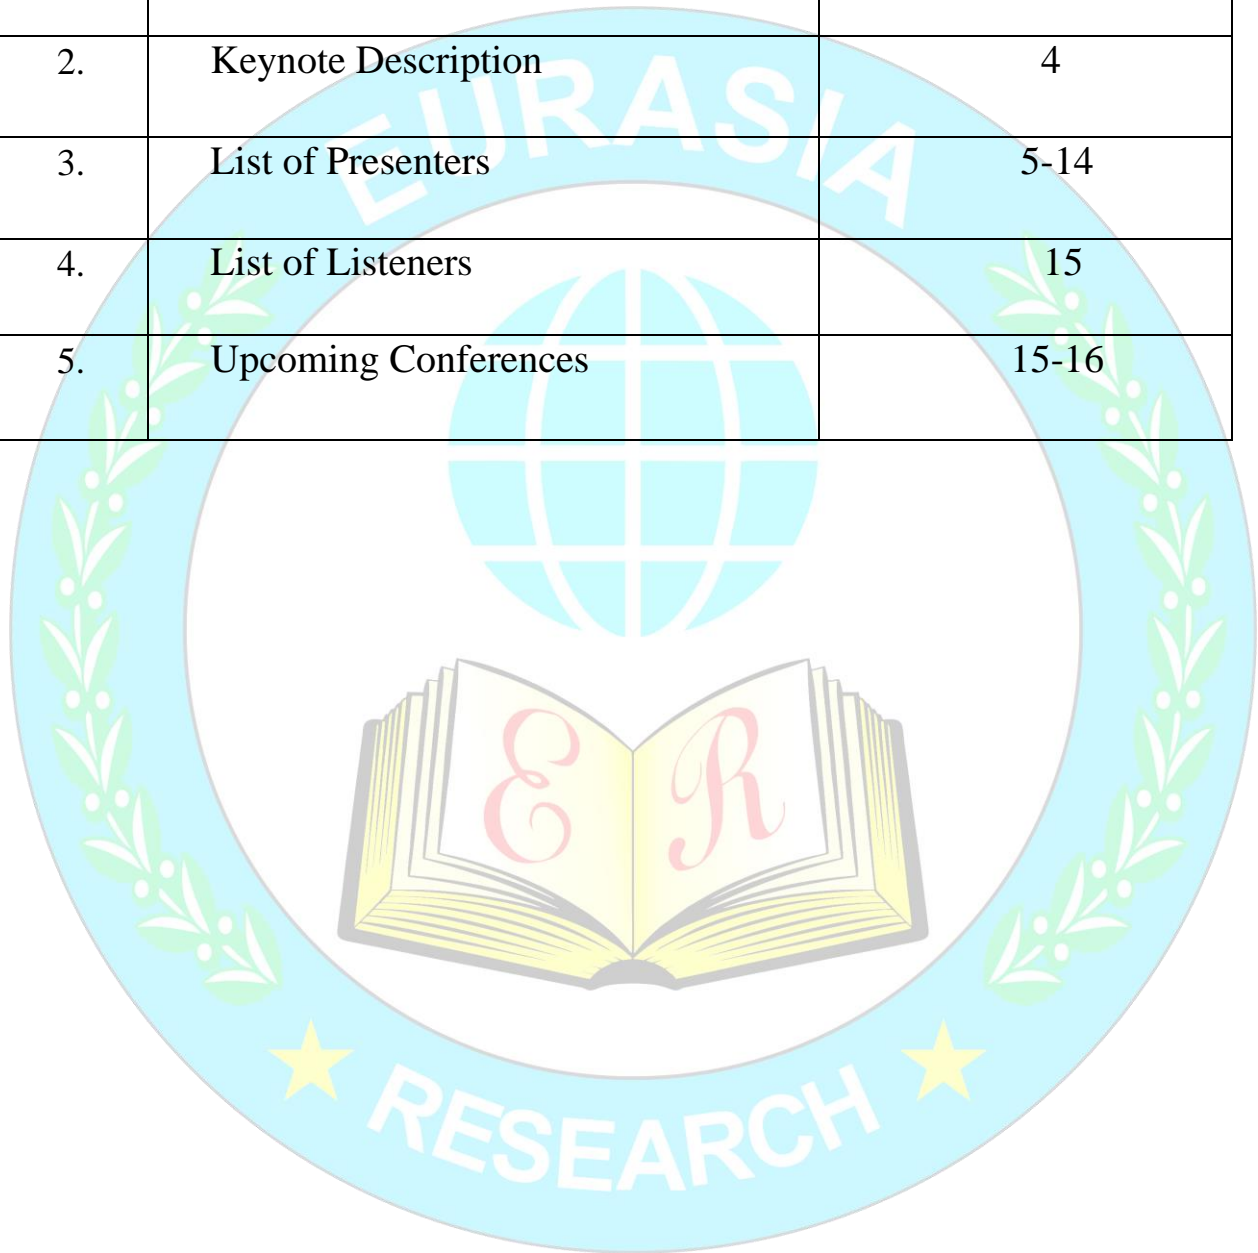 2. Keynote Description 4
3. List of Presenters 5-14
4. List of Listeners 15
5. Upcoming Conferences 15-16
EURASIA
E R
RESEARCH